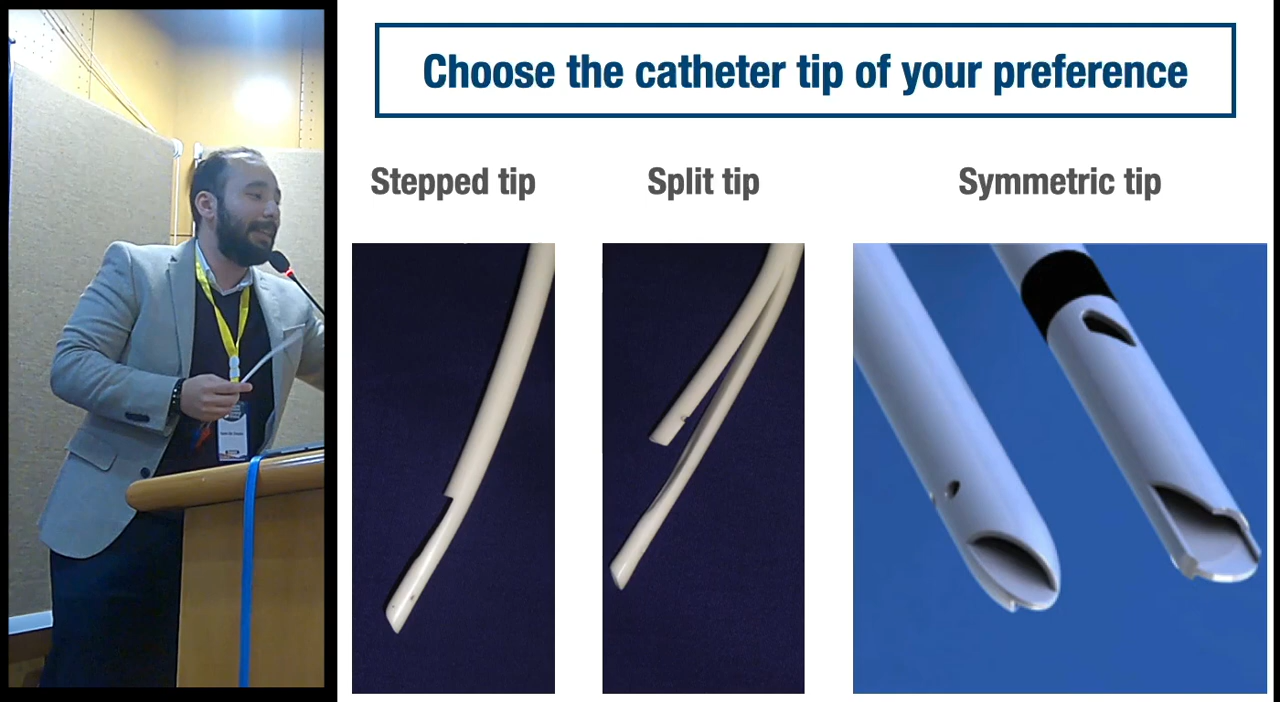 Choose the catheter tip of your preference
Stepped tip
Split tip
Symmetric tip